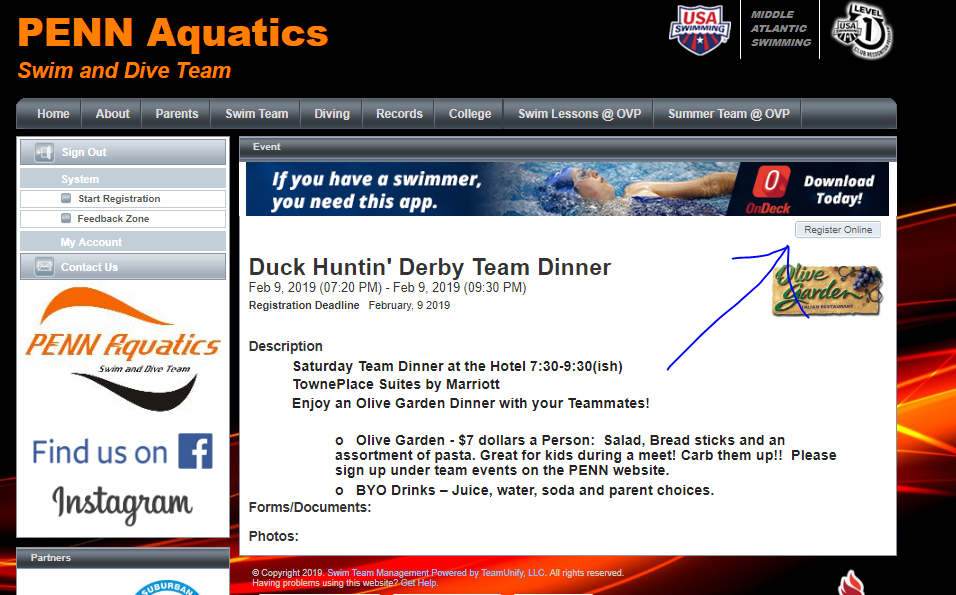 PENN Aquatics
Swim and Dive Team
USA
SWIMMING
MIDDLE
ATLANTIC
SWIMMING
LEVEL
1
USA
CLUB RECOGNITION
Home About Parents Swim Team Diving Records College Swim Lessons @ OVP Summer Team @ OVP
Sign Out
System
Start Registration
Feedback Zone
My Account
Contact Us
PENN Aquatics
Swim and Dive Team
Find us on f
Instagram
Partners
SUBURBAN
Event
If you have a swimmer,
you need this app.
OnDeck
Download
Today!
Register Online
Duck Huntin' Derby Team Dinner
Feb 9, 2019 (07:20 PM) - Feb 9, 2019 (09:30 PM)
Registration Deadline February, 9 2019
Olive
Garden
ITALIAN RESTAURANT
Description
Saturday Team Dinner at the Hotel 7:30-9:30(ish)
TownePlace Suites by Marriott
Enjoy an Olive Garden Dinner with your Teammates!
o Olive Garden - $7 dollars a Person: Salad, Bread sticks and an
assortment of pasta. Great for kids during a meet! Carb them up!! Please
sign up under team events on the PENN website.
o BYO Drinks – Juice, water, soda and parent choices.
Forms/Documents:
Photos:
© Copyright 2019. Swim Team Management Powered by TeamUnify, LLC. All rights reserved.
Having problems using this website? Get Help.